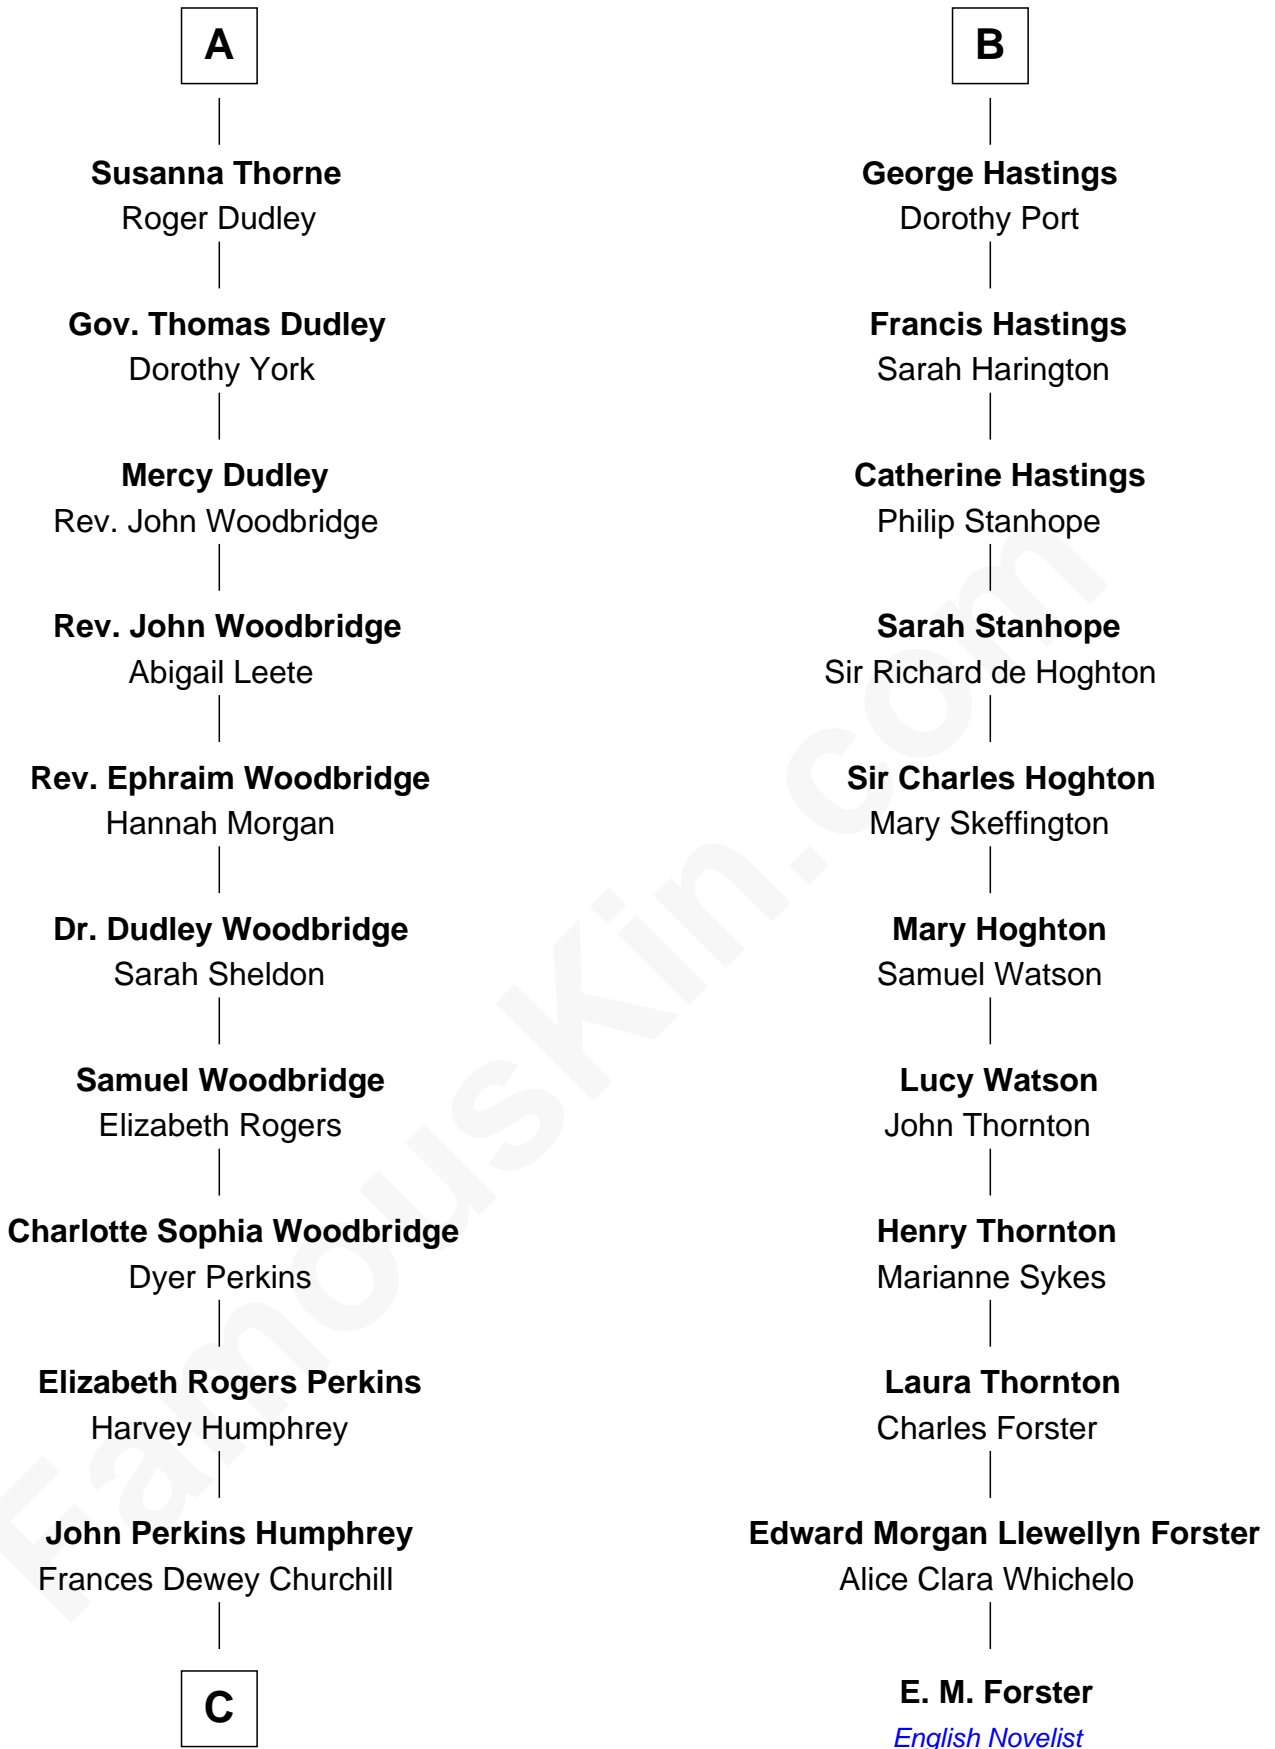 A
Susanna Thorne
Roger Dudley
Gov. Thomas Dudley
Dorothy York
Mercy Dudley
Rev. John Woodbridge
Rev. John Woodbridge
Abigail Leete
Rev. Ephraim Woodbridge
Hannah Morgan
Dr. Dudley Woodbridge
Sarah Sheldon
Samuel Woodbridge
Elizabeth Rogers
Charlotte Sophia Woodbridge
Dyer Perkins
Elizabeth Rogers Perkins
Harvey Humphrey
John Perkins Humphrey
Frances Dewey Churchill
C
B
George Hastings
Dorothy Port
Francis Hastings
Sarah Harington
Catherine Hastings
Philip Stanhope
Sarah Stanhope
Sir Richard de Hoghton
Sir Charles Hoghton
Mary Skeffington
Mary Hoghton
Samuel Watson
Lucy Watson
John Thornton
Henry Thornton
Marianne Sykes
Laura Thornton
Charles Forster
Edward Morgan Llewellyn Forster
Alice Clara Whichelo
E. M. Forster
English Novelist
FamousKin.com